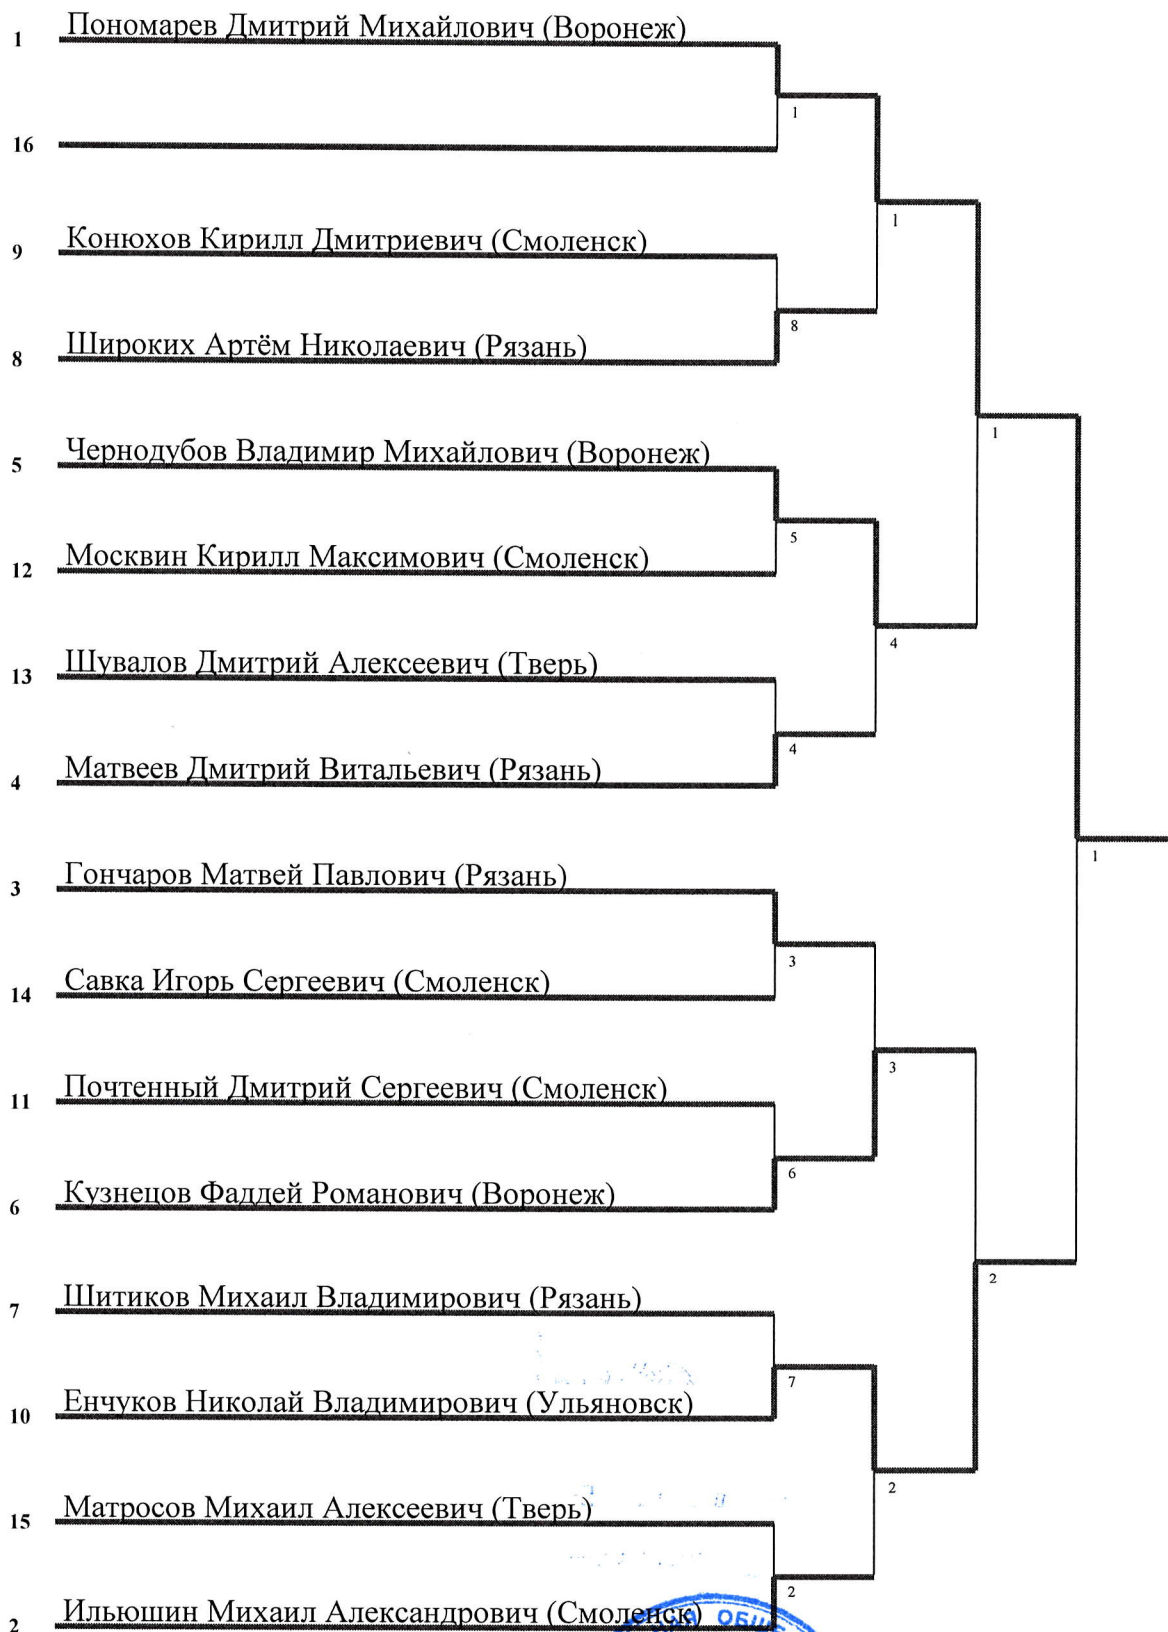 1 Пономарев Дмитрий Михайлович (Воронеж)
1
16
1
9 Конюхов Кирилл Дмитриевич (Смоленск)
8
8 Широких Артём Николаевич (Рязань)
1
5 Чернодубов Владимир Михайлович (Воронеж)
5
12 Москвин Кирилл Максимович (Смоленск)
4
13 Шувалов Дмитрий Алексеевич (Тверь)
4
4 Матвеев Дмитрий Витальевич (Рязань)
1
3 Гончаров Матвей Павлович (Рязань)
3
14 Савка Игорь Сергеевич (Смоленск)
3
11 Почтенный Дмитрий Сергеевич (Смоленск)
6
6 Кузнецов Фаддей Романович (Воронеж)
2
7 Шитиков Михаил Владимирович (Рязань)
7
10 Енчуков Николай Владимирович (Ульяновск)
2
15 Матросов Михаил Алексеевич (Тверь)
2
2 Ильюшин Михаил Александрович (Смоленск)